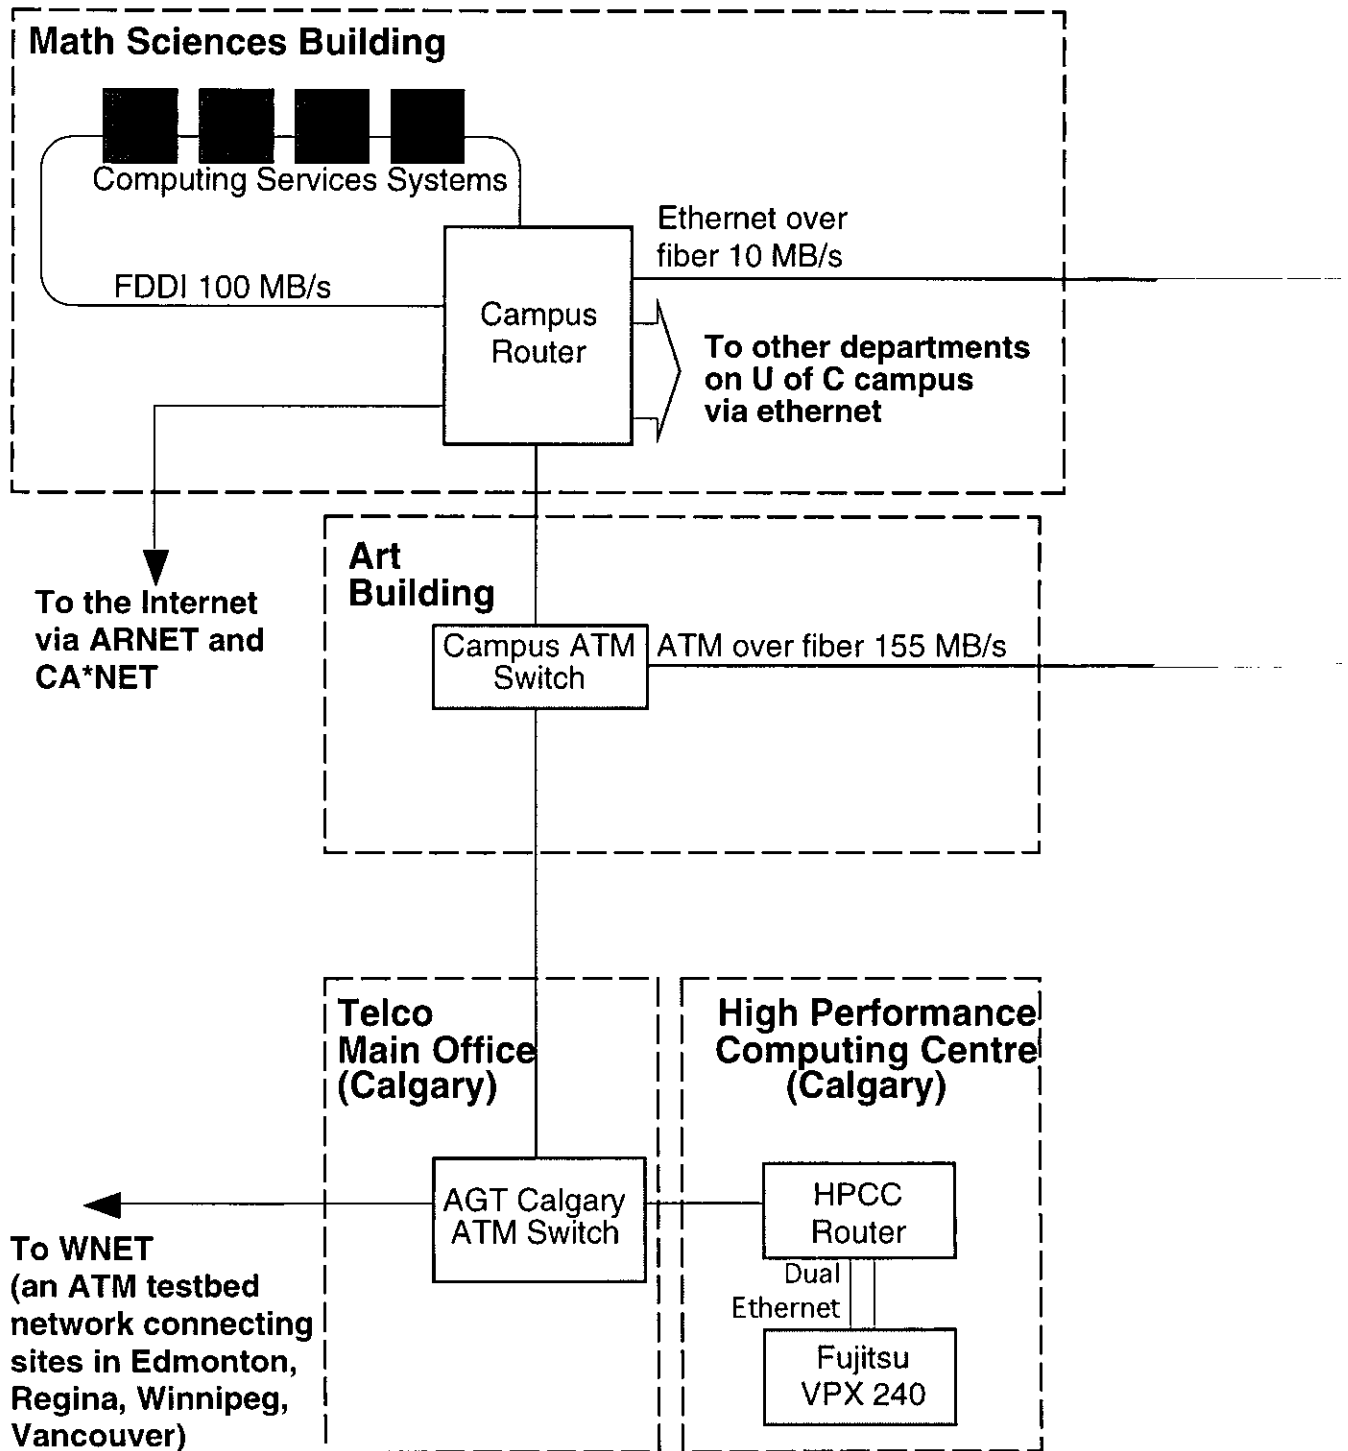 Math Sciences Building
Computing Services Systems
Ethernet over
fiber 10 MB/s
FDDI 100 MB/s
Campus
Router
To other departments
on U of C campus
via ethernet
Art
Building
To the Internet
via ARNET and
CA*NET
Campus ATM
Switch
ATM over fiber 155 MB/s
Telco
Main Office
(Calgary)
High Performance
Computing Centre
(Calgary)
AGT Calgary
ATM Switch
HPCC
Router
To WNET
(an ATM testbed
network connecting
sites in Edmonton,
Regina, Winnipeg,
Vancouver)
Dual
Ethernet
Fujitsu
VPX 240